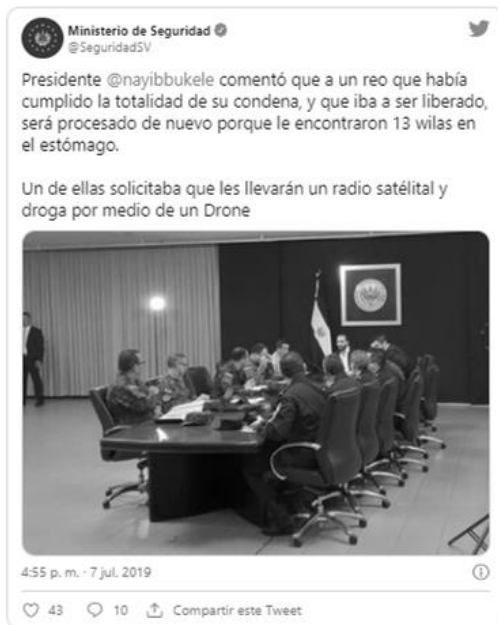 Ministerio de Seguridad
@SeguridadSV
Presidente @nayibbukele comentó que a un reo que había
cumplido la totalidad de su condena, y que iba a ser liberado,
será procesado de nuevo porque le encontraron 13 wilas en
el estómago.
Un de ellas solicitaba que les llevarán un radio satélital y
droga por medio de un Drone
4:55 p. m. · 7 jul. 2019
43 10 Compartir este Tweet